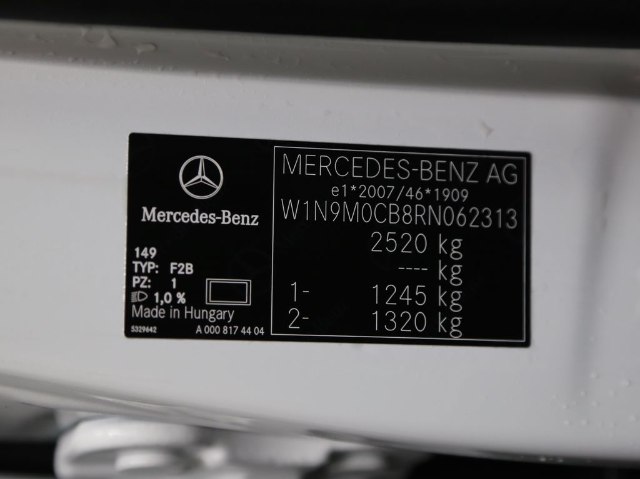 Mercedes-Benz
149
TYP: F2B
PZ: 1
1,0 %
Made in Hungary
5329642
A 000 817 44 04
MERCEDES-BENZ AG
e1*2007/46*1909
W1N9M0CB8RN062313
2520 kg
---- kg
1- 1245 kg
2- 1320 kg